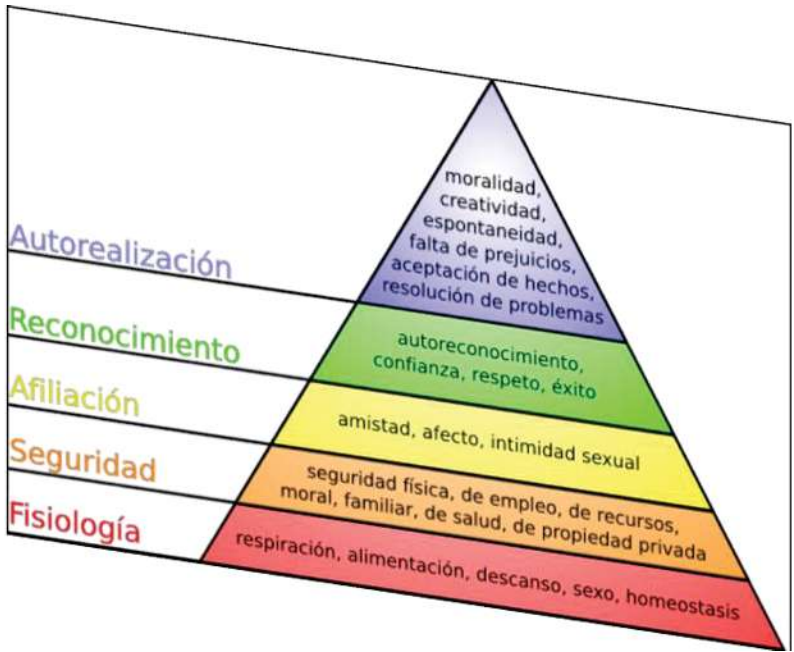 moralidad,
creatividad,
espontaneidad,
falta de prejuicios,
aceptación de hechos,
resolución de problemas
Autorealización
autoreconocimiento,
confianza, respeto, éxito
Reconocimiento
amistad, afecto, intimidad sexual
Afiliación
seguridad física, de empleo, de recursos,
moral, familiar, de salud, de propiedad privada
Seguridad
respiración, alimentación, descanso, sexo, homeostasis
Fisiología